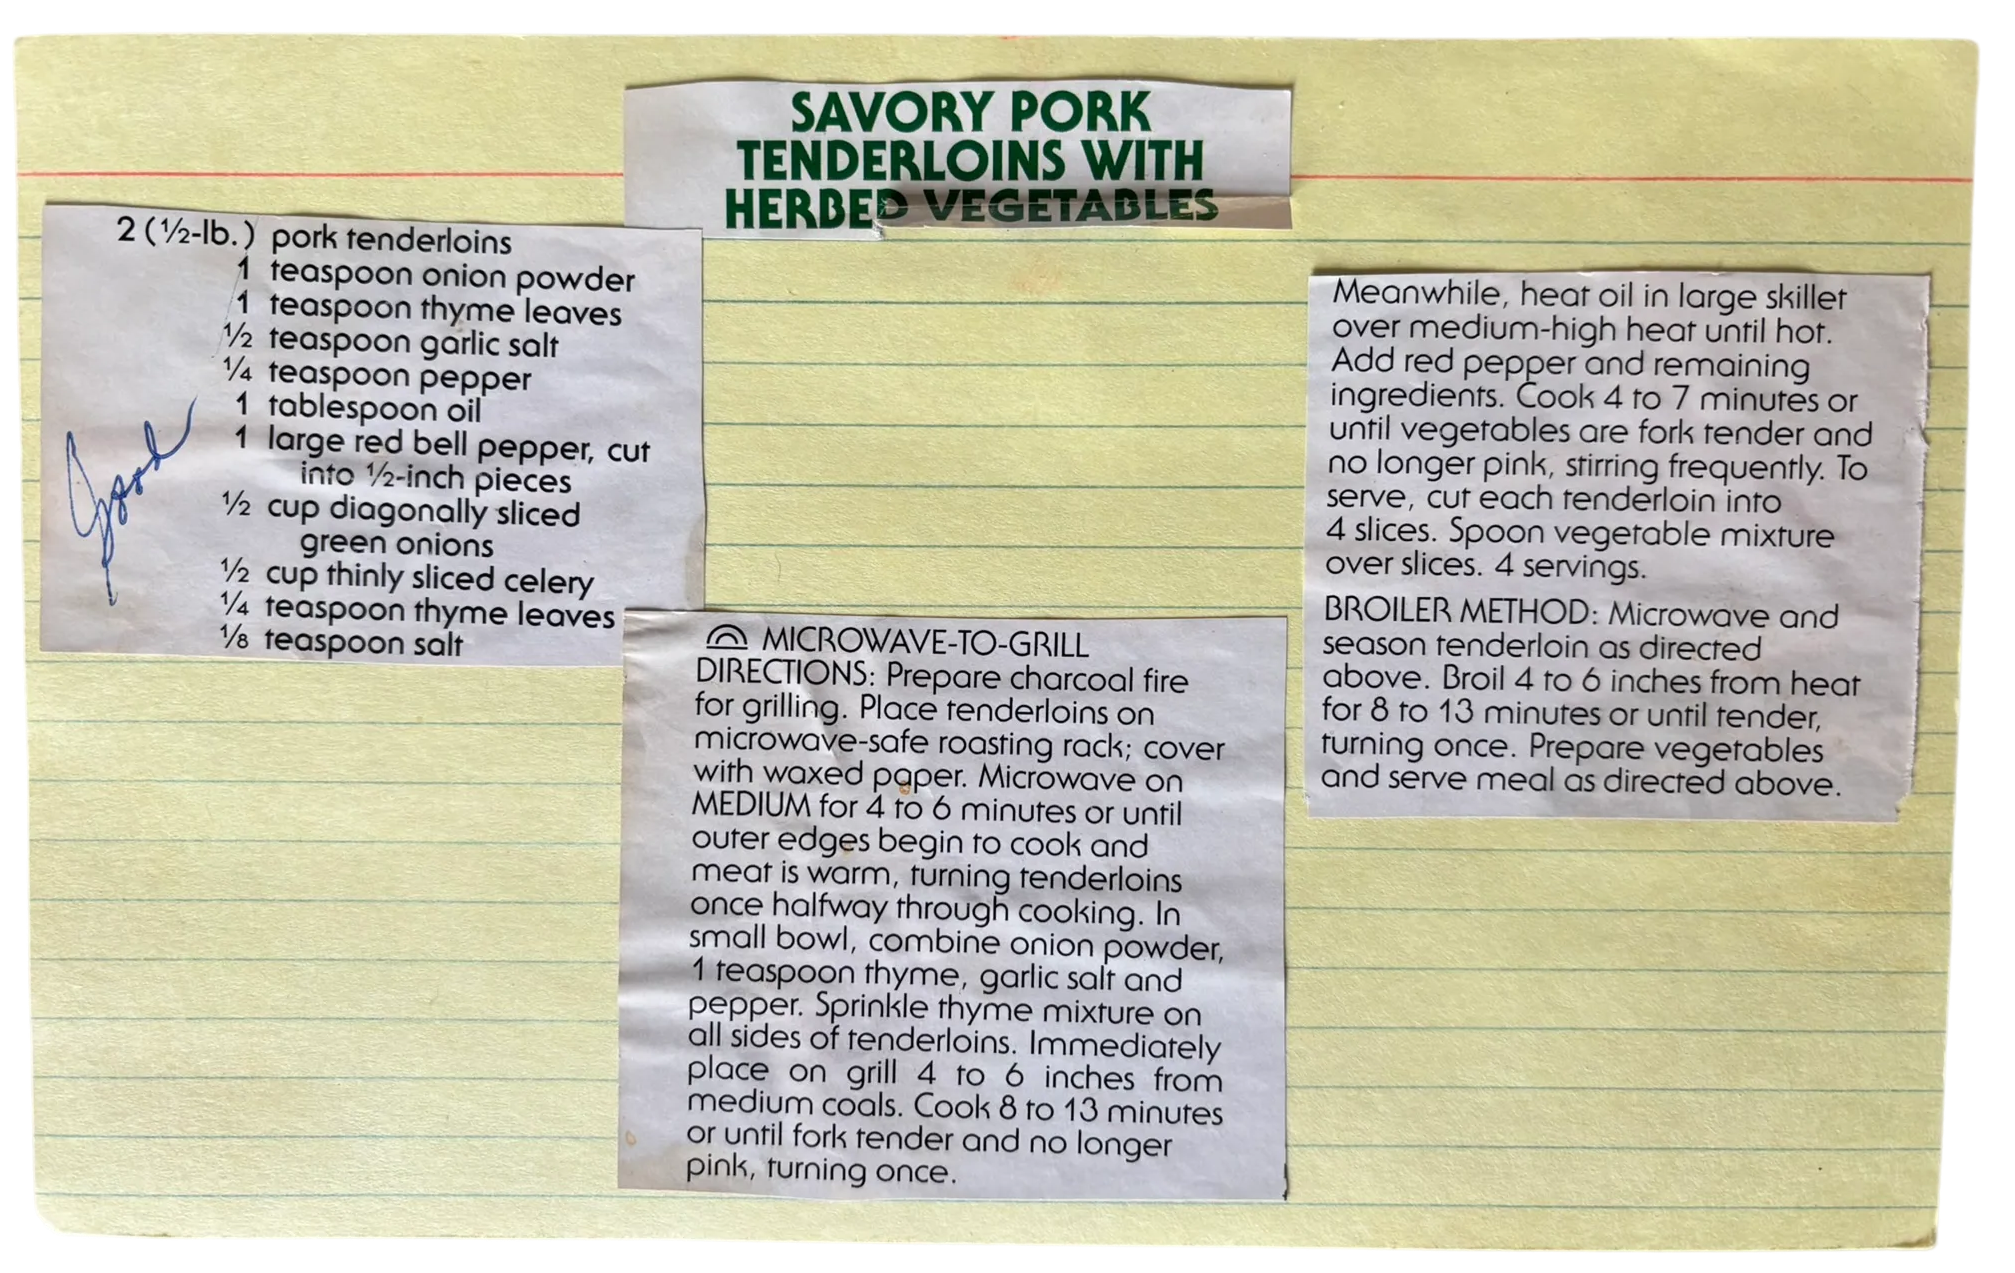 SAVORY PORK
TENDERLOINS WITH
HERBED VEGETABLES
2 (½-lb.) pork tenderloins
1 teaspoon onion powder
1 teaspoon thyme leaves
½ teaspoon garlic salt
¼ teaspoon pepper
1 tablespoon oil
1 large red bell pepper, cut
into ½-inch pieces
½ cup diagonally sliced
green onions
½ cup thinly sliced celery
¼ teaspoon thyme leaves
⅛ teaspoon salt
Good
MICROWAVE-TO-GRILL
DIRECTIONS: Prepare charcoal fire
for grilling. Place tenderloins on
microwave-safe roasting rack; cover
with waxed paper. Microwave on
MEDIUM for 4 to 6 minutes or until
outer edges begin to cook and
meat is warm, turning tenderloins
once halfway through cooking. In
small bowl, combine onion powder,
1 teaspoon thyme, garlic salt and
pepper. Sprinkle thyme mixture on
all sides of tenderloins. Immediately
place on grill 4 to 6 inches from
medium coals. Cook 8 to 13 minutes
or until fork tender and no longer
pink, turning once.
Meanwhile, heat oil in large skillet
over medium-high heat until hot.
Add red pepper and remaining
ingredients. Cook 4 to 7 minutes or
until vegetables are fork tender and
no longer pink, stirring frequently. To
serve, cut each tenderloin into
4 slices. Spoon vegetable mixture
over slices. 4 servings.
BROILER METHOD: Microwave and
season tenderloin as directed
above. Broil 4 to 6 inches from heat
for 8 to 13 minutes or until tender,
turning once. Prepare vegetables
and serve meal as directed above.